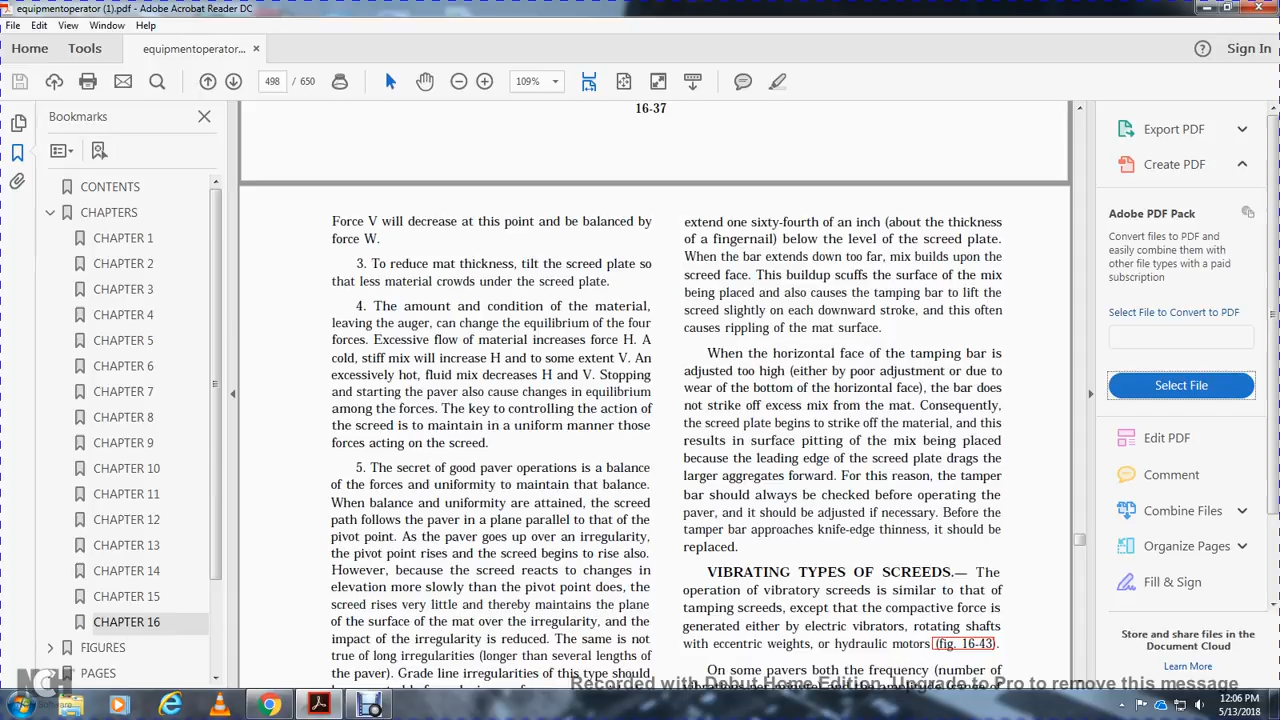 equipmentoperator (1).pdf - Adobe Acrobat Reader DC
File Edit View Window Help
Home Tools equipmentoperator... × Sign In
498 / 650 109%
Bookmarks
CONTENTS
CHAPTERS
CHAPTER 1
CHAPTER 2
CHAPTER 3
CHAPTER 4
CHAPTER 5
CHAPTER 6
CHAPTER 7
CHAPTER 8
CHAPTER 9
CHAPTER 10
CHAPTER 11
CHAPTER 12
CHAPTER 13
CHAPTER 14
CHAPTER 15
CHAPTER 16
FIGURES
PAGES
16-37
Force V will decrease at this point and be balanced by
force W.
3. To reduce mat thickness, tilt the screed plate so
that less material crowds under the screed plate.
4. The amount and condition of the material,
leaving the auger, can change the equilibrium of the four
forces. Excessive flow of material increases force H. A
cold, stiff mix will increase H and to some extent V. An
excessively hot, fluid mix decreases H and V. Stopping
and starting the paver also cause changes in equilibrium
among the forces. The key to controlling the action of
the screed is to maintain in a uniform manner those
forces acting on the screed.
5. The secret of good paver operations is a balance
of the forces and uniformity to maintain that balance.
When balance and uniformity are attained, the screed
path follows the paver in a plane parallel to that of the
pivot point. As the paver goes up over an irregularity,
the pivot point rises and the screed begins to rise also.
However, because the screed reacts to changes in
elevation more slowly than the pivot point does, the
screed rises very little and thereby maintains the plane
of the surface of the mat over the irregularity, and the
impact of the irregularity is reduced. The same is not
true of long irregularities (longer than several lengths of
the paver). Grade line irregularities of this type should
extend one sixty-fourth of an inch (about the thickness
of a fingernail) below the level of the screed plate.
When the bar extends down too far, mix builds upon the
screed face. This buildup scuffs the surface of the mix
being placed and also causes the tamping bar to lift the
screed slightly on each downward stroke, and this often
causes rippling of the mat surface.
When the horizontal face of the tamping bar is
adjusted too high (either by poor adjustment or due to
wear of the bottom of the horizontal face), the bar does
not strike off excess mix from the mat. Consequently,
the screed plate begins to strike off the material, and this
results in surface pitting of the mix being placed
because the leading edge of the screed plate drags the
larger aggregates forward. For this reason, the tamper
bar should always be checked before operating the
paver, and it should be adjusted if necessary. Before the
tamper bar approaches knife-edge thinness, it should be
replaced.
VIBRATING TYPES OF SCREEDS.— The
operation of vibratory screeds is similar to that of
tamping screeds, except that the compactive force is
generated either by electric vibrators, rotating shafts
with eccentric weights, or hydraulic motors (fig. 16-43).
On some pavers both the frequency (number of
Export PDF
Create PDF
Adobe PDF Pack
Convert files to PDF and
easily combine them with
other file types with a paid
subscription
Select File to Convert to PDF
Select File
Edit PDF
Comment
Combine Files
Organize Pages
Fill & Sign
Store and share files in the
Document Cloud
Learn More
NCH Software
Recorded with Debut Home Edition. Upgrade to Pro to remove this message
12:06 PM
5/13/2018